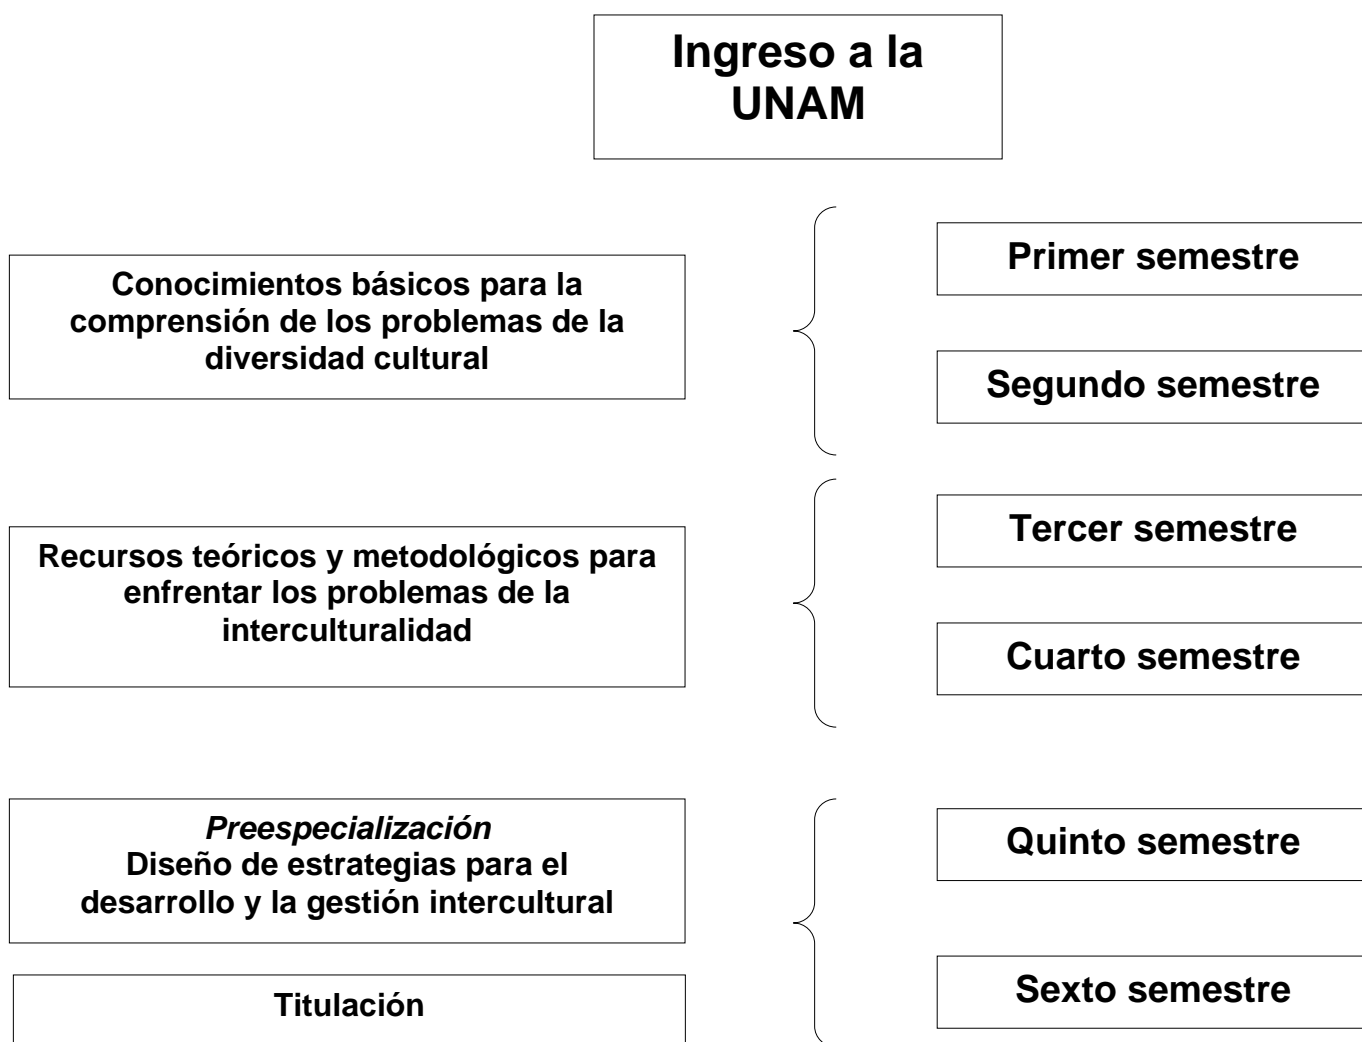 Ingreso a la
UNAM
Conocimientos básicos para la
comprensión de los problemas de la
diversidad cultural
Primer semestre
Segundo semestre
Recursos teóricos y metodológicos para
enfrentar los problemas de la
interculturalidad
Tercer semestre
Cuarto semestre
Preespecialización
Diseño de estrategias para el
desarrollo y la gestión intercultural
Titulación
Quinto semestre
Sexto semestre